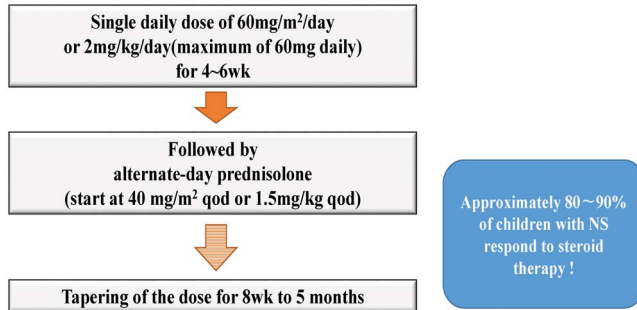 Single daily dose of 60mg/m²/day
or 2mg/kg/day(maximum of 60mg daily)
for 4~6wk
Followed by
alternate-day prednisolone
(start at 40 mg/m² qod or 1.5mg/kg qod)
Tapering of the dose for 8wk to 5 months
Approximately 80～90%
of children with NS
respond to steroid
therapy !